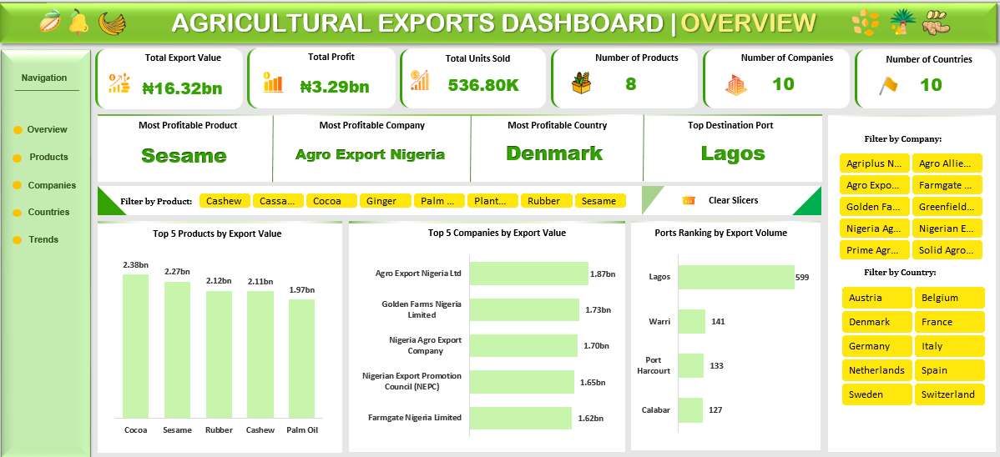 AGRICULTURAL EXPORTS DASHBOARD | OVERVIEW
Navigation
Overview
Products
Companies
Countries
Trends
Total Export Value
₦16.32bn
Total Profit
₦3.29bn
Total Units Sold
536.80K
Number of Products
8
Number of Companies
10
Number of Countries
10
Most Profitable Product
Sesame
Most Profitable Company
Agro Export Nigeria
Most Profitable Country
Denmark
Top Destination Port
Lagos
Filter by Product:
Cashew
Cassa...
Cocoa
Ginger
Palm ...
Plant...
Rubber
Sesame
Clear Slicers
Top 5 Products by Export Value
2.38bn
2.27bn
2.12bn
2.11bn
1.97bn
Cocoa
Sesame
Rubber
Cashew
Palm Oil
Top 5 Companies by Export Value
Agro Export Nigeria Ltd
1.87bn
Golden Farms Nigeria
Limited
1.73bn
Nigeria Agro Export
Company
1.70bn
Nigerian Export Promotion
Council (NEPC)
1.65bn
Farmgate Nigeria Limited
1.62bn
Ports Ranking by Export Volume
Lagos
599
Warri
141
Port
Harcourt
133
Calabar
127
Filter by Company:
Agriplus N...
Agro Allie...
Agro Expo...
Farmgate ...
Golden Fa...
Greenfield...
Nigeria Ag...
Nigerian E...
Prime Agr...
Solid Agro...
Filter by Country:
Austria
Belgium
Denmark
France
Germany
Italy
Netherlands
Spain
Sweden
Switzerland